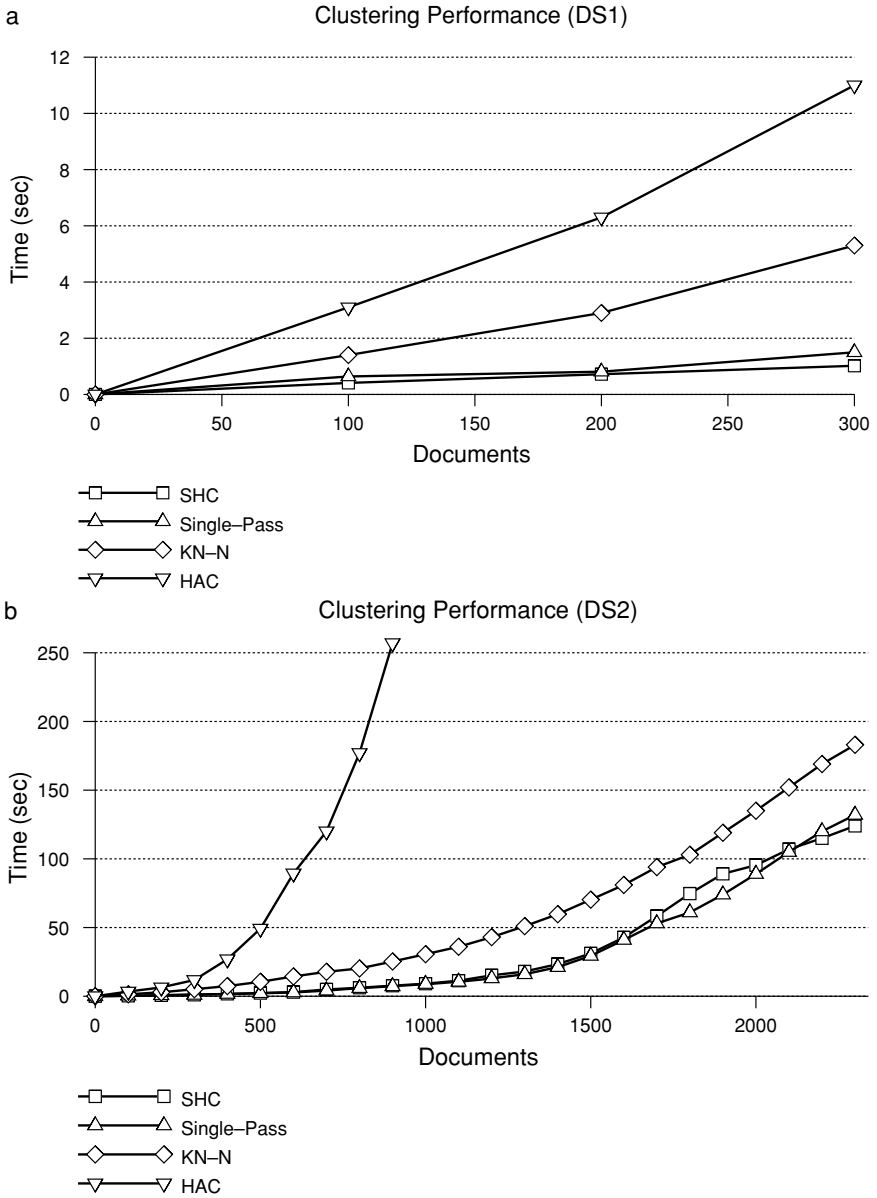 a
Clustering Performance (DS1)
12
10
8
6
4
2
0
Time (sec)
0 50 100 150 200 250 300
Documents
SHC
Single–Pass
KN–N
HAC
b
Clustering Performance (DS2)
250
200
150
100
50
0
Time (sec)
0 500 1000 1500 2000
Documents
SHC
Single–Pass
KN–N
HAC